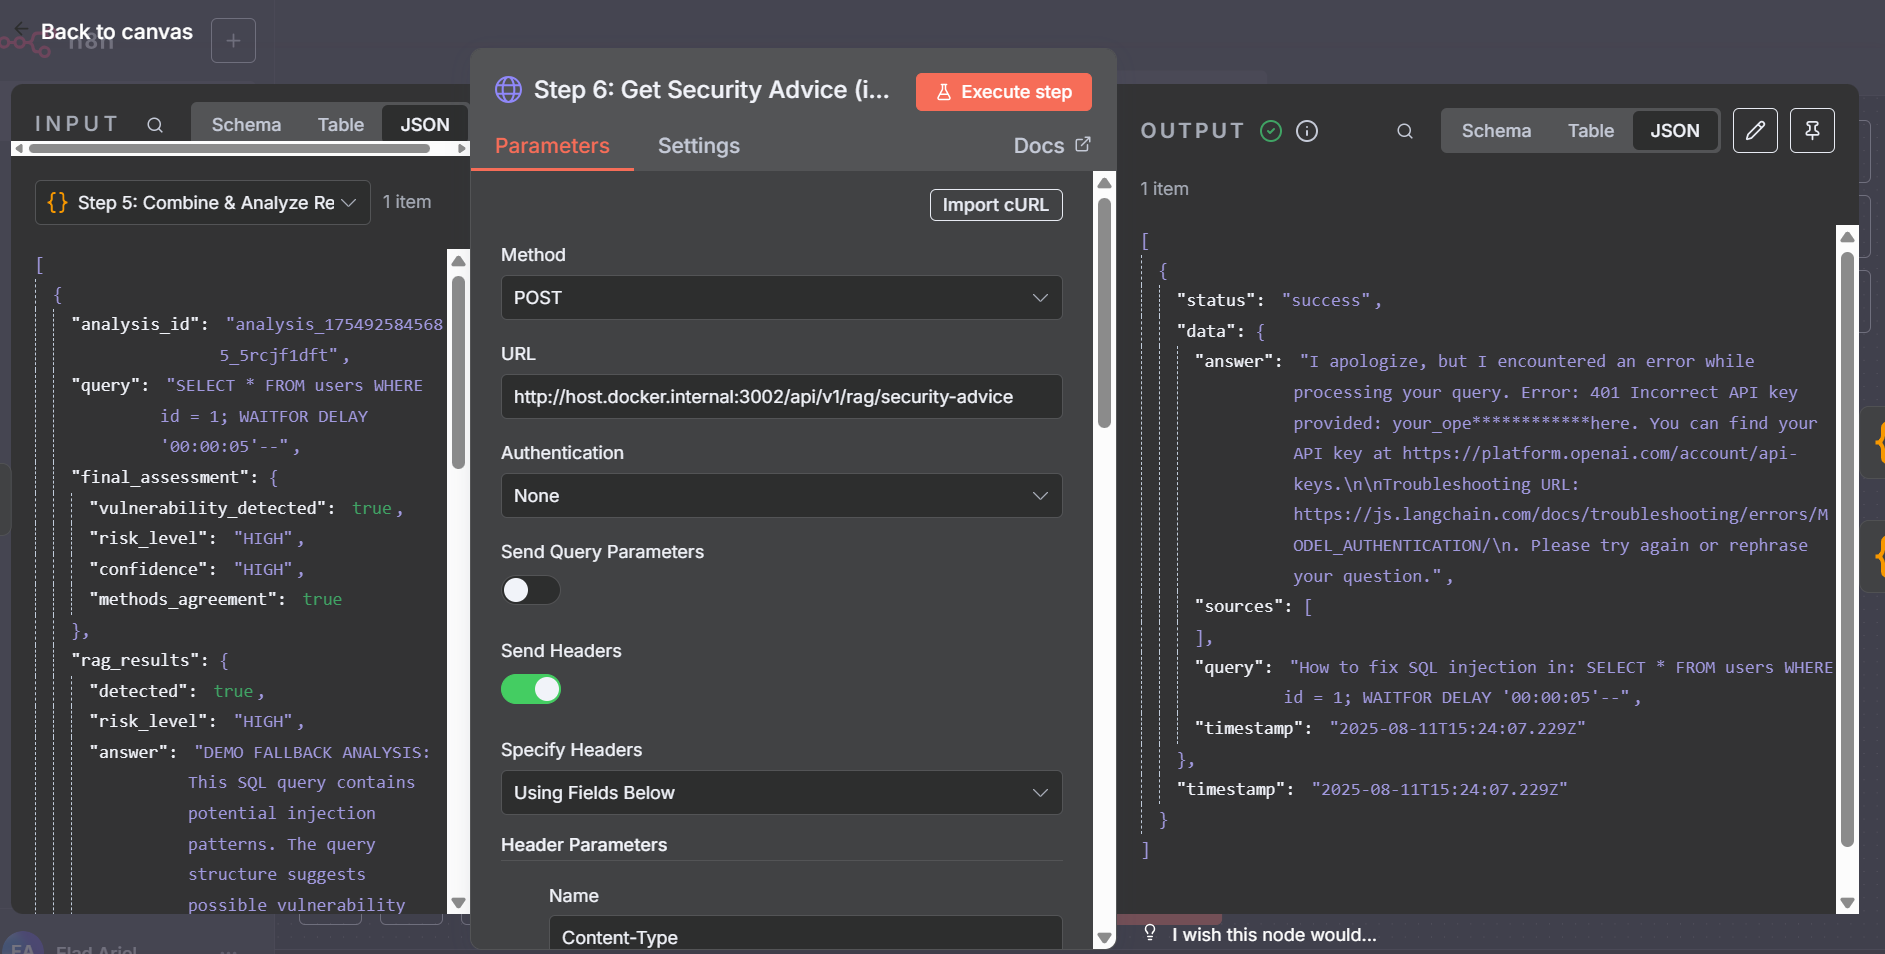 Back to canvas
n8n
INPUT
Schema
Table
JSON
{} Step 5: Combine & Analyze Re
1 item
[
{
"analysis_id": "analysis_175492584568
5_5rcjf1dft",
"query": "SELECT * FROM users WHERE
id = 1; WAITFOR DELAY
'00:00:05'--",
"final_assessment": {
"vulnerability_detected": true,
"risk_level": "HIGH",
"confidence": "HIGH",
"methods_agreement": true
},
"rag_results": {
"detected": true,
"risk_level": "HIGH",
"answer": "DEMO FALLBACK ANALYSIS:
This SQL query contains
potential injection
patterns. The query
structure suggests
possible vulnerability
EA
Elad Ariel
Step 6: Get Security Advice (i...
Execute step
Parameters
Settings
Docs
Import cURL
Method
POST
URL
http://host.docker.internal:3002/api/v1/rag/security-advice
Authentication
None
Send Query Parameters
Send Headers
Specify Headers
Using Fields Below
Header Parameters
Name
Content-Type
OUTPUT
Schema
Table
JSON
1 item
[
{
"status": "success",
"data": {
"answer": "I apologize, but I encountered an error while
processing your query. Error: 401 Incorrect API key
provided: your_ope************here. You can find your
API key at https://platform.openai.com/account/api-
keys.\n\nTroubleshooting URL:
https://js.langchain.com/docs/troubleshooting/errors/M
ODEL_AUTHENTICATION/\n. Please try again or rephrase
your question.",
"sources": [
],
"query": "How to fix SQL injection in: SELECT * FROM users WHERE
id = 1; WAITFOR DELAY '00:00:05'--",
"timestamp": "2025-08-11T15:24:07.229Z"
},
"timestamp": "2025-08-11T15:24:07.229Z"
}
]
I wish this node would...